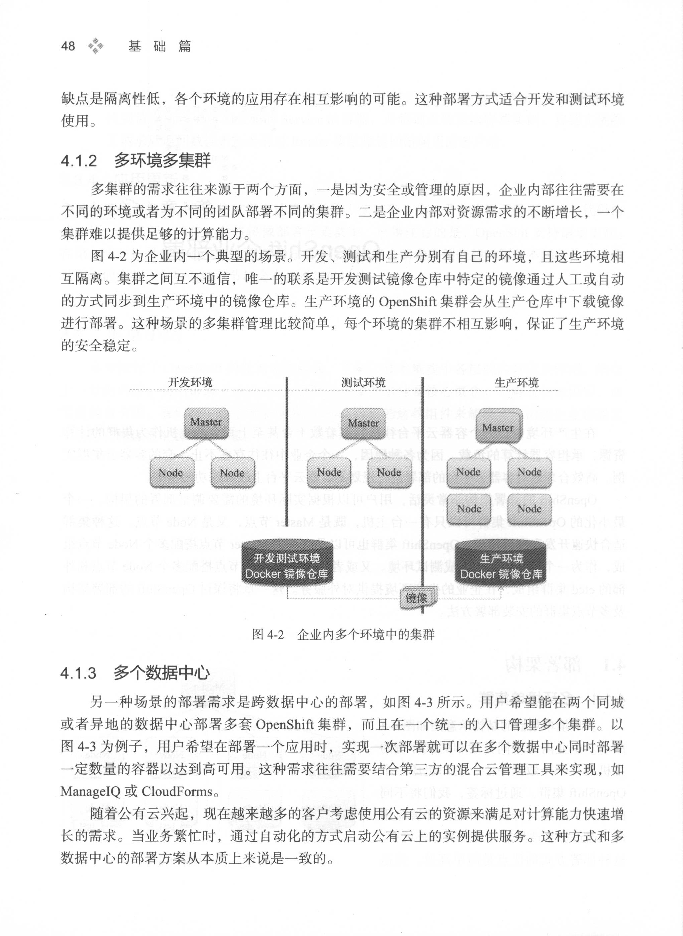 48 基础篇
缺点是隔离性低，各个环境的应用存在相互影响的可能。这种部署方式适合开发和测试环境
使用。
4.1.2 多环境多集群
多集群的需求往往来源于两个方面，一是因为安全或管理的原因，企业内部往往需要在
不同的环境或者为不同的团队部署不同的集群。二是企业内部对资源需求的不断增长，一个
集群难以提供足够的计算能力。
图 4-2 为企业内一个典型的场景。开发、测试和生产分别有自己的环境，且这些环境相
互隔离。集群之间互不通信，唯一的联系是开发测试镜像仓库中特定的镜像通过人工或自动
的方式同步到生产环境中的镜像仓库。生产环境的 OpenShift 集群会从生产仓库中下载镜像
进行部署。这种场景的多集群管理比较简单，每个环境的集群不相互影响，保证了生产环境
的安全稳定。
开发环境 测试环境 生产环境
Master Master Master
Node Node Node Node Node Node
Node Node
开发测试环境 生产环境
Docker 镜像仓库 Docker 镜像仓库
镜像
图 4-2 企业内多个环境中的集群
4.1.3 多个数据中心
另一种场景的部署需求是跨数据中心的部署，如图 4-3 所示。用户希望能在两个同城
或者异地的数据中心部署多套 OpenShift 集群，而且在一个统一的入口管理多个集群。以
图 4-3 为例子，用户希望在部署一个应用时，实现一次部署就可以在多个数据中心同时部署
一定数量的容器以达到高可用。这种需求往往需要结合第三方的混合云管理工具来实现，如
ManageIQ 或 CloudForms。
随着公有云兴起，现在越来越多的客户考虑使用公有云的资源来满足对计算能力快速增
长的需求。当业务繁忙时，通过自动化的方式启动公有云上的实例提供服务。这种方式和多
数据中心的部署方案从本质上来说是一致的。